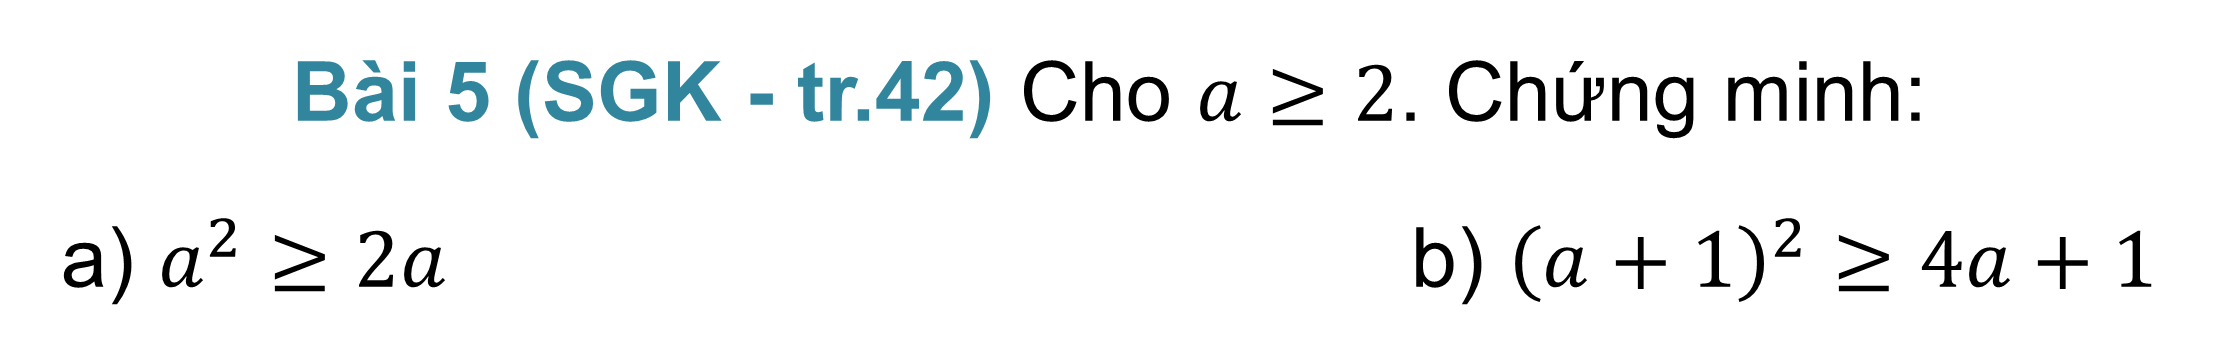 Bài 5 (SGK - tr.42) Cho a ≥ 2. Chứng minh:
a) a² ≥ 2a b) (a + 1)² ≥ 4a + 1